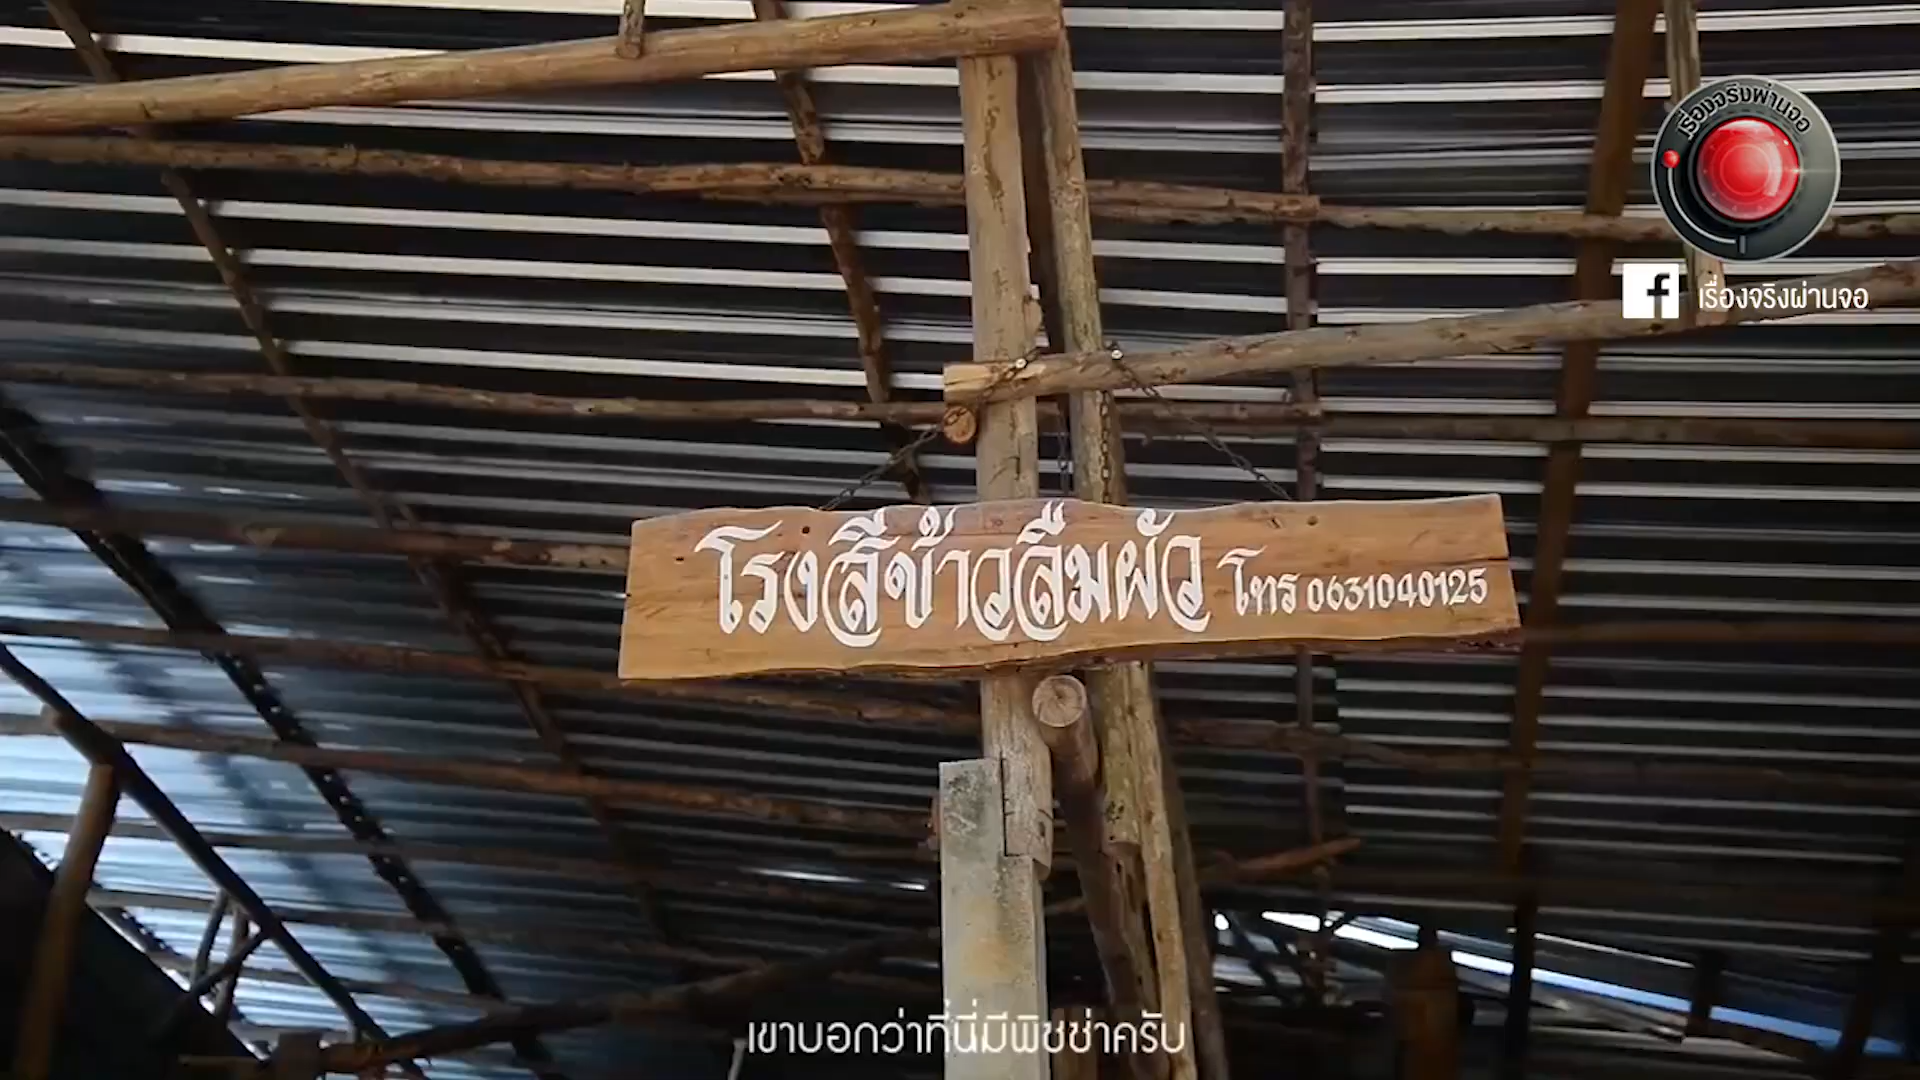 เรื่องจริงผ่านจอ
เรื่องจริงผ่านจอ
โรงสีข้าวลืมผัว โทร 0631040125
เขาบอกว่าที่นี่มีพิซซ่าครับ